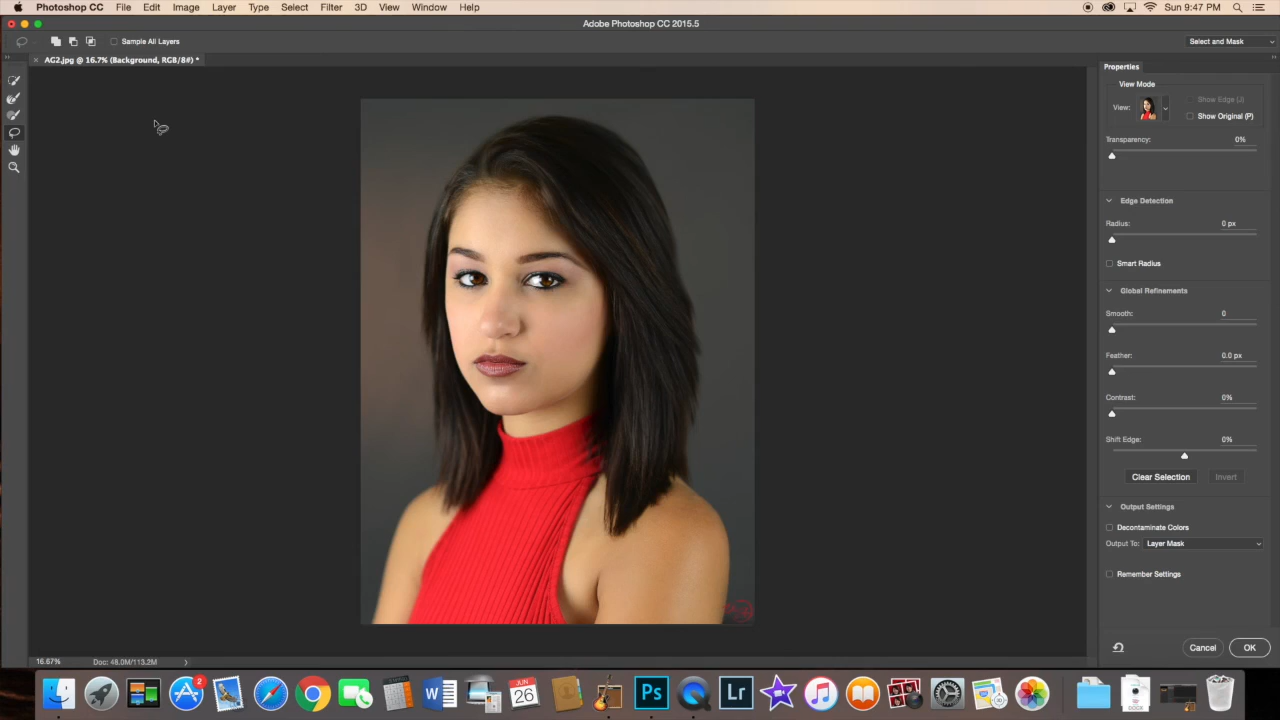 Photoshop CC File Edit Image Layer Type Select Filter 3D View Window Help Sun 9:47 PM
Adobe Photoshop CC 2015.5
Sample All Layers Select and Mask
AG2.jpg @ 16.7% (Background, RGB/8#) *
Properties
View Mode
Show Edge (J)
View:
Show Original (P)
Transparency: 0%
Edge Detection
Radius: 0 px
Smart Radius
Global Refinements
Smooth: 0
Feather: 0.0 px
Contrast: 0%
Shift Edge: 0%
Clear Selection Invert
Output Settings
Decontaminate Colors
Output To: Layer Mask
Remember Settings
Cancel OK
16.67% Doc: 48.0M/113.2M
2
W JUN 26 Ps Lr
DOCX